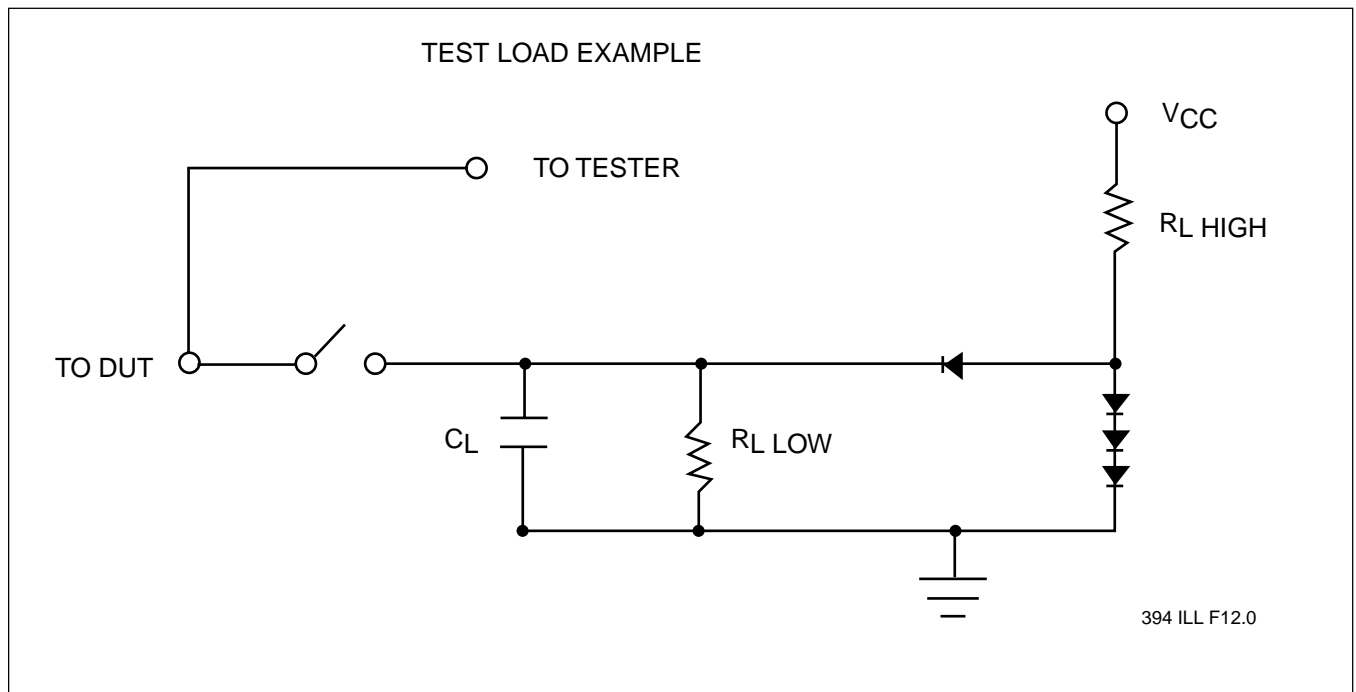 TEST LOAD EXAMPLE
VCC
TO TESTER
RL HIGH
TO DUT
CL
RL LOW
394 ILL F12.0